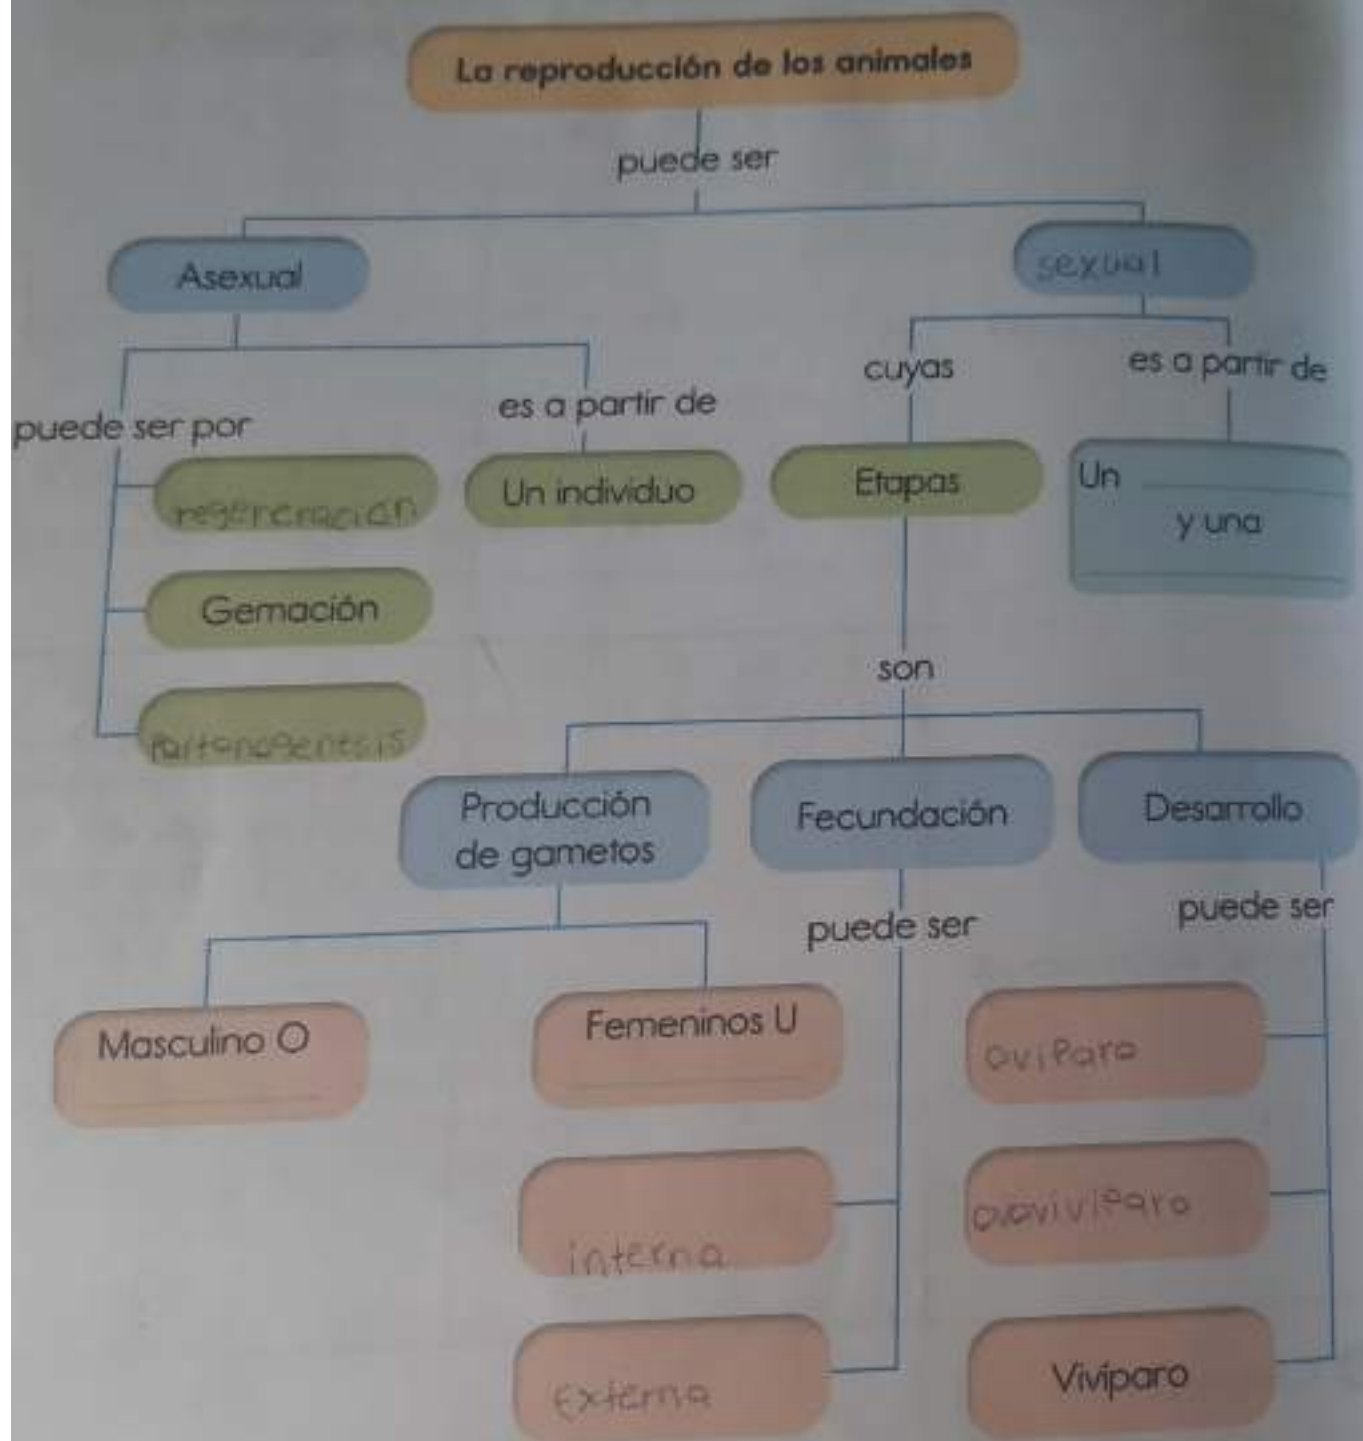 La reproducción de los animales
puede ser
Asexual
sexual
cuyas
es a partir de
es a partir de
puede ser por
regeneración
Un individuo
Etapas
Un
y una
Gemación
son
Partenogenesis
Producción
de gametos
Fecundación
Desarrollo
puede ser
puede ser
Masculino O
Femeninos U
oviparo
interna
ovoviviparo
externa
Vivíparo